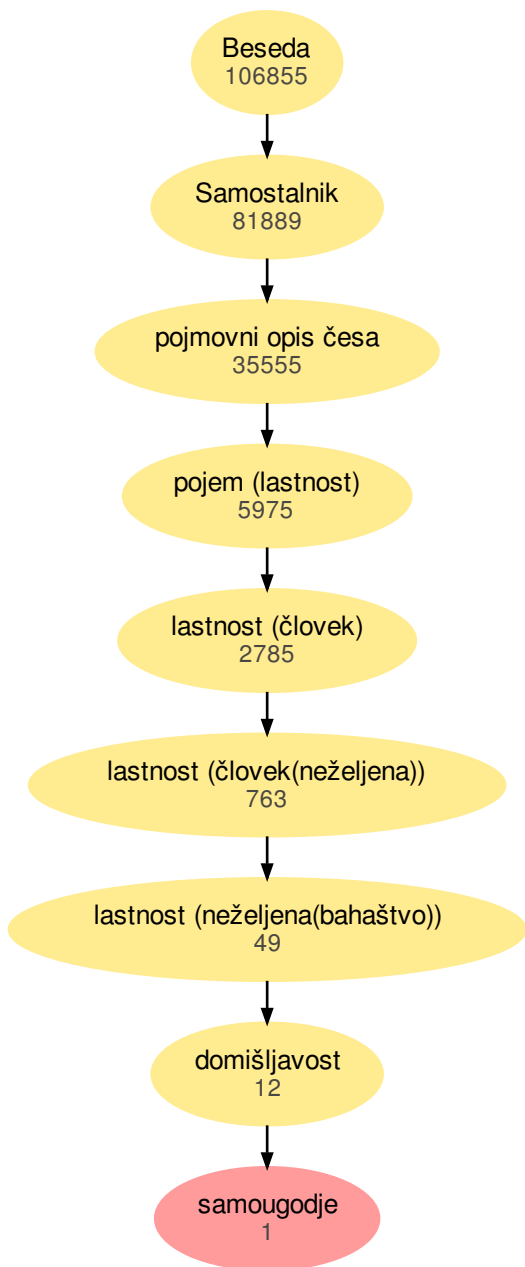 Beseda
106855
Samostalnik
81889
pojmovni opis česa
35555
pojem (lastnost)
5975
lastnost (človek)
2785
lastnost (človek(neželjena))
763
lastnost (neželjena(bahaštvo))
49
domišljavost
12
samougodje
1